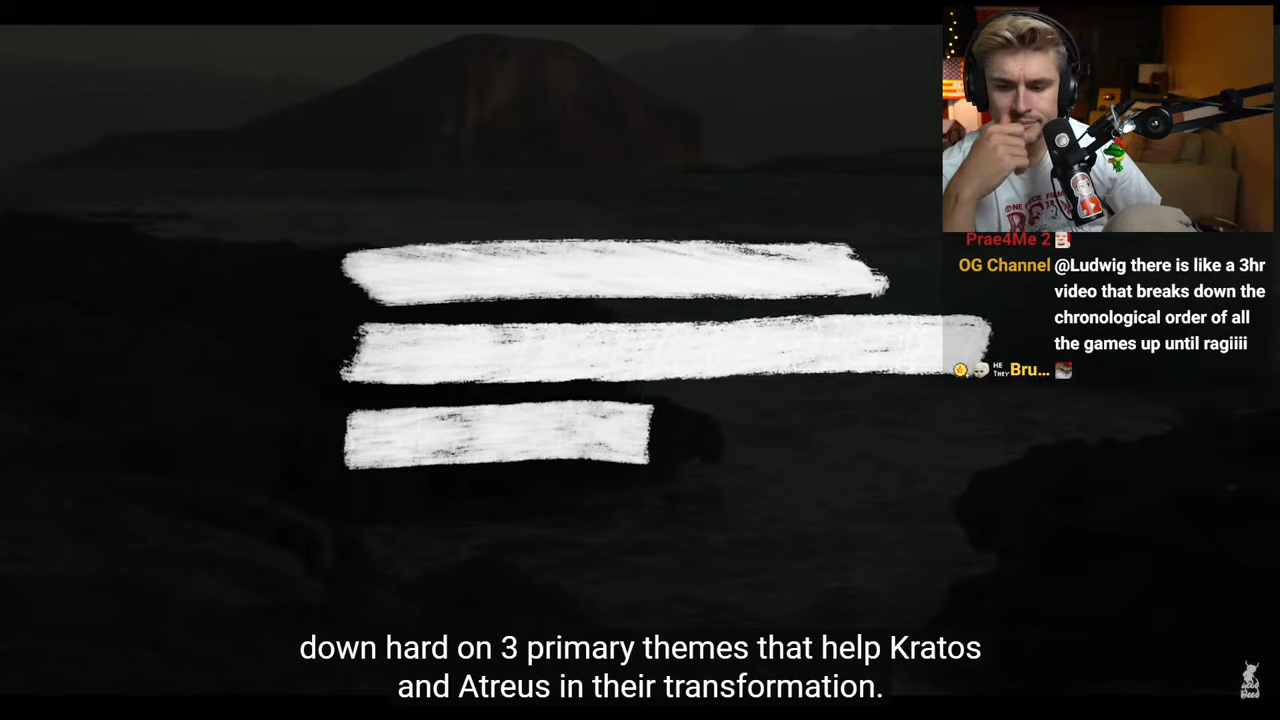 Prae4Me 2
OG Channel @Ludwig there is like a 3hr
video that breaks down the
chronological order of all
the games up until ragiiii
HE
THEY
Bru...
down hard on 3 primary themes that help Kratos
and Atreus in their transformation.